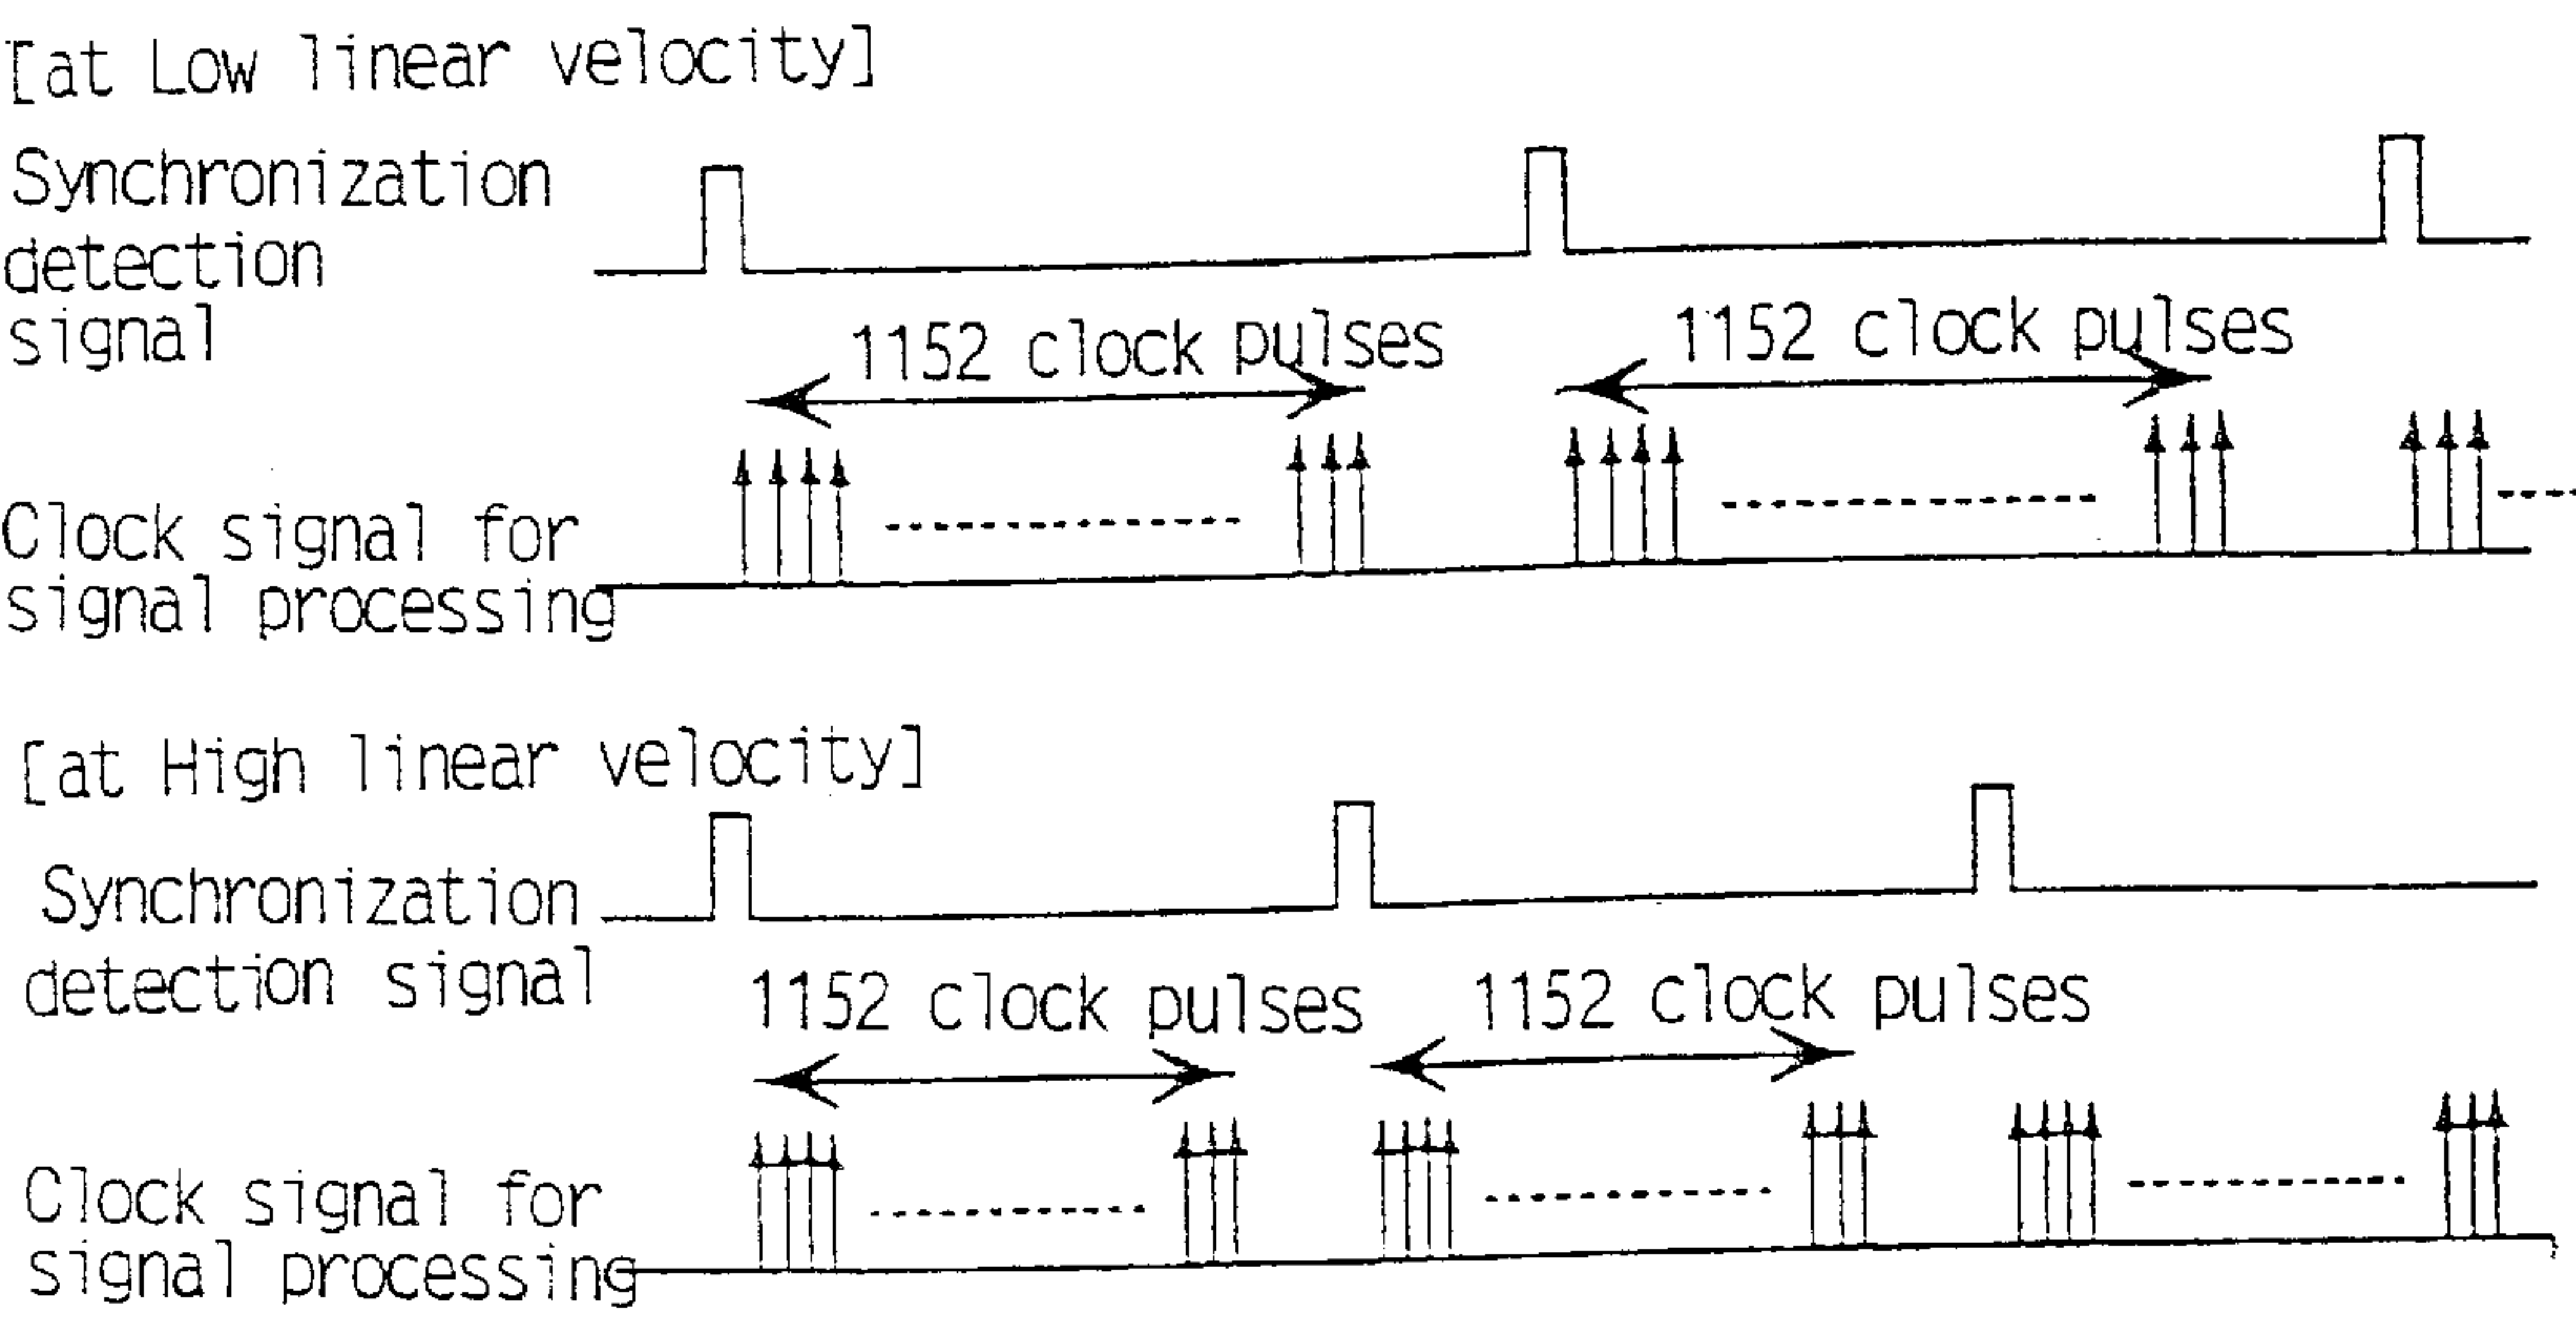 [at Low linear velocity]
Synchronization
detection
signal
1152 clock pulses
1152 clock pulses
Clock signal for
signal processing
[at High linear velocity]
Synchronization
detection signal
1152 clock pulses
1152 clock pulses
Clock signal for
signal processing